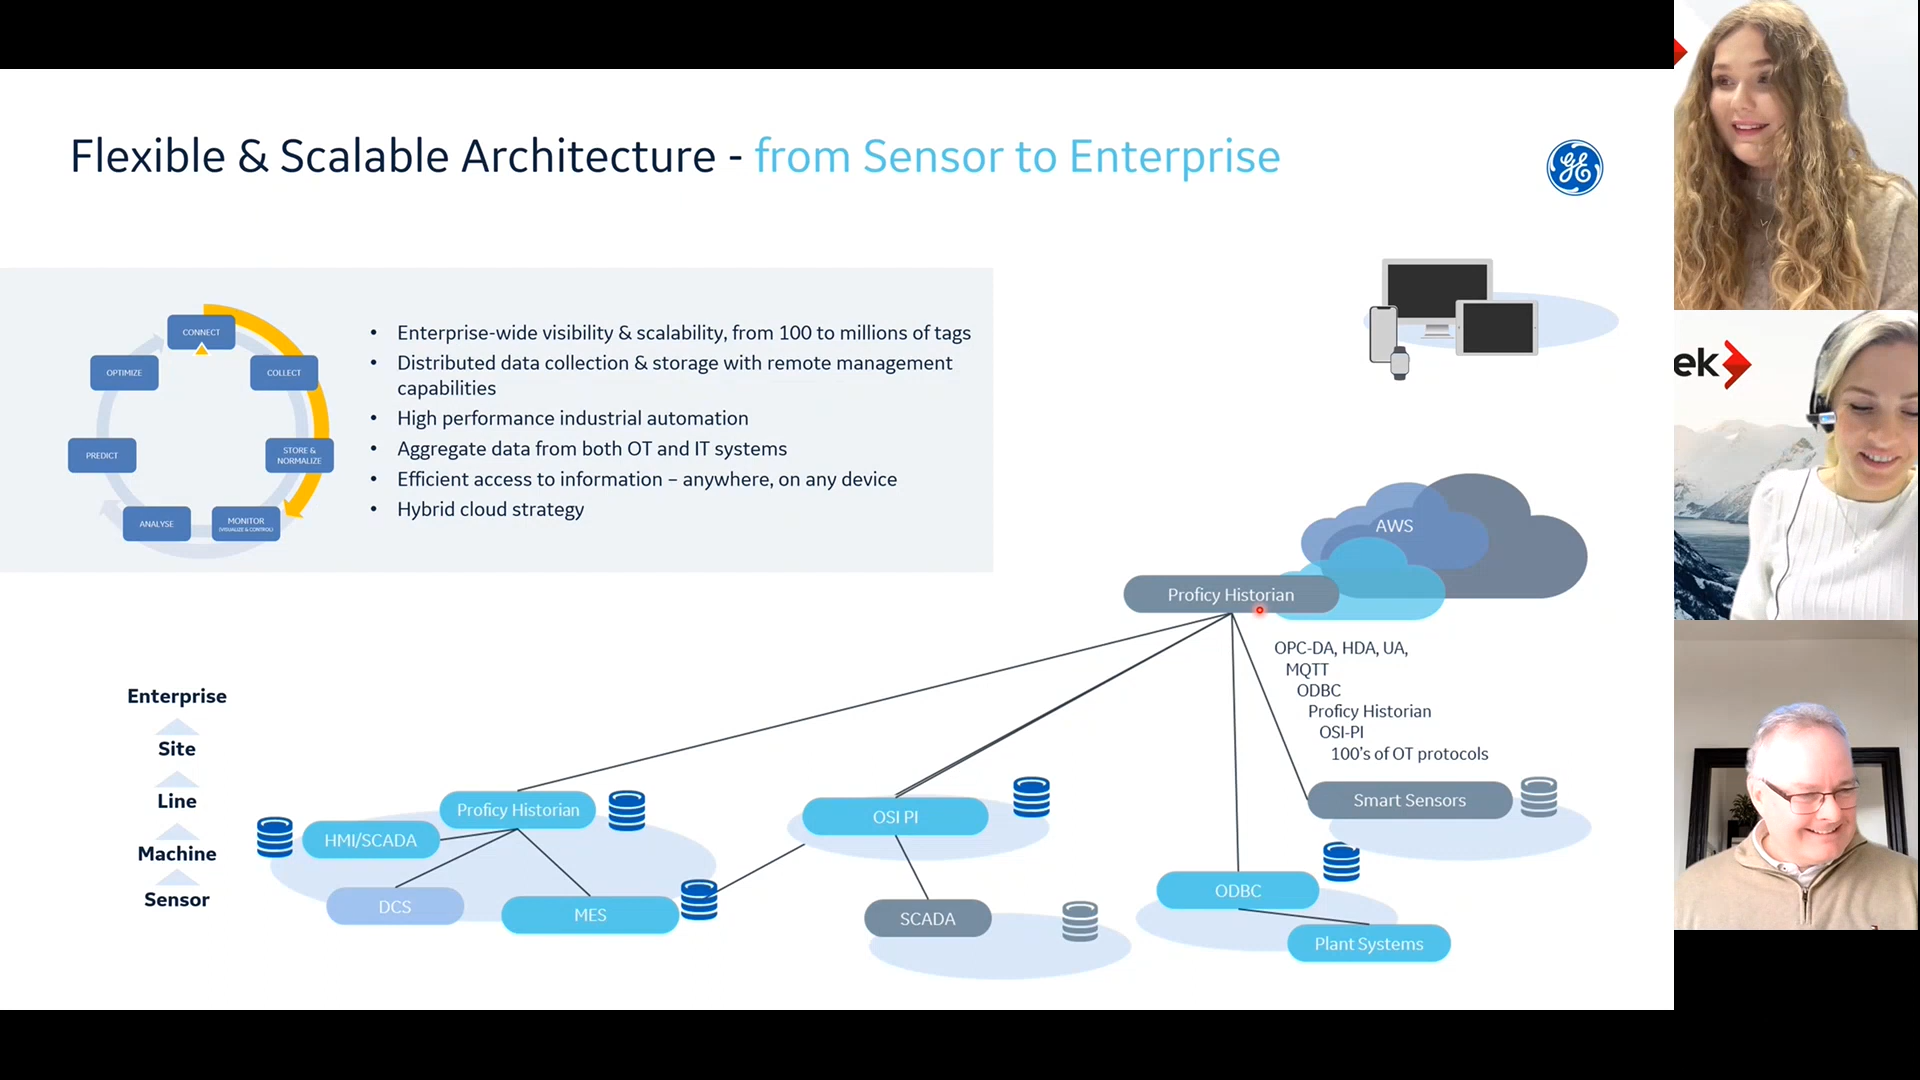 Flexible & Scalable Architecture - from Sensor to Enterprise
GE
CONNECT
COLLECT
STORE &
NORMALIZE
MONITOR
(VISUALIZE & CONTROL)
ANALYSE
PREDICT
OPTIMIZE
• Enterprise-wide visibility & scalability, from 100 to millions of tags
• Distributed data collection & storage with remote management
capabilities
• High performance industrial automation
• Aggregate data from both OT and IT systems
• Efficient access to information – anywhere, on any device
• Hybrid cloud strategy
ek
AWS
Proficy Historian
OPC-DA, HDA, UA,
MQTT
ODBC
Proficy Historian
OSI-PI
100's of OT protocols
Enterprise
Site
Line
Machine
Sensor
Proficy Historian
HMI/SCADA
DCS
MES
OSI PI
SCADA
Smart Sensors
ODBC
Plant Systems